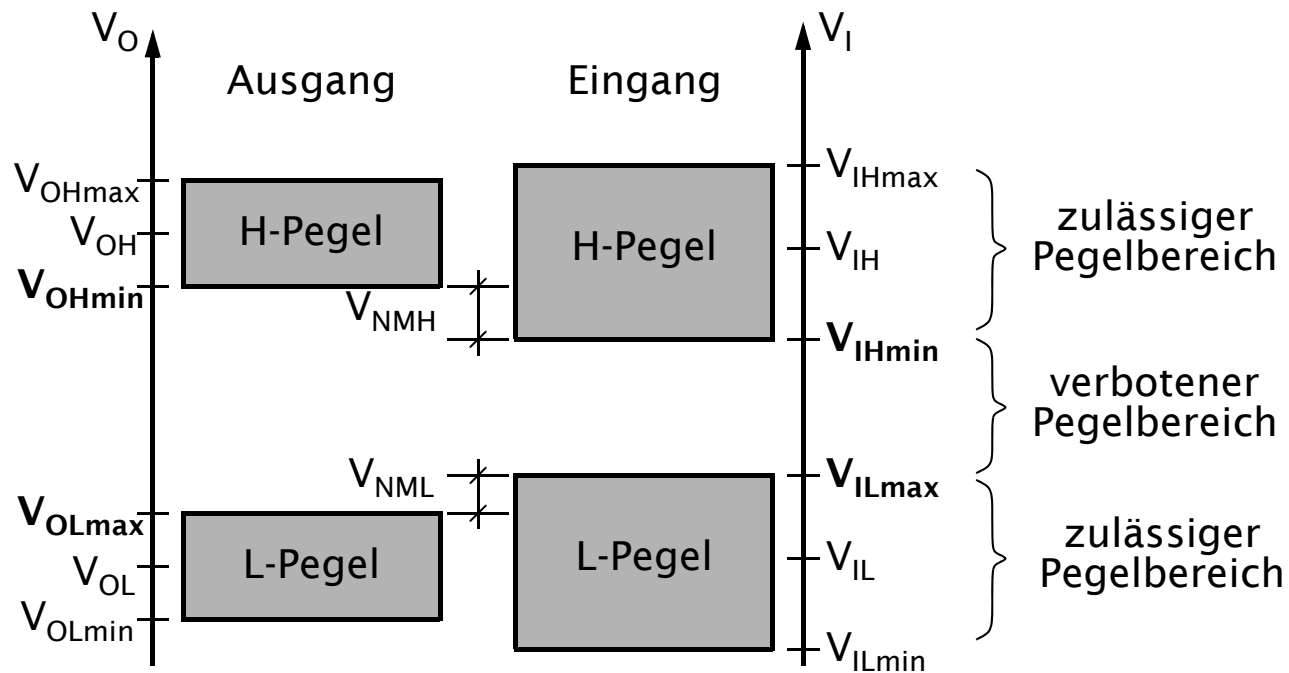 V_O
V_I
Ausgang
Eingang
V_OHmax
V_OH
V_OHmin
H-Pegel
H-Pegel
V_NMH
V_IHmax
V_IH
V_IHmin
zulässiger
Pegelbereich
verbotener
Pegelbereich
V_NML
V_OLmax
V_OL
V_OLmin
L-Pegel
L-Pegel
V_ILmax
V_IL
V_ILmin
zulässiger
Pegelbereich